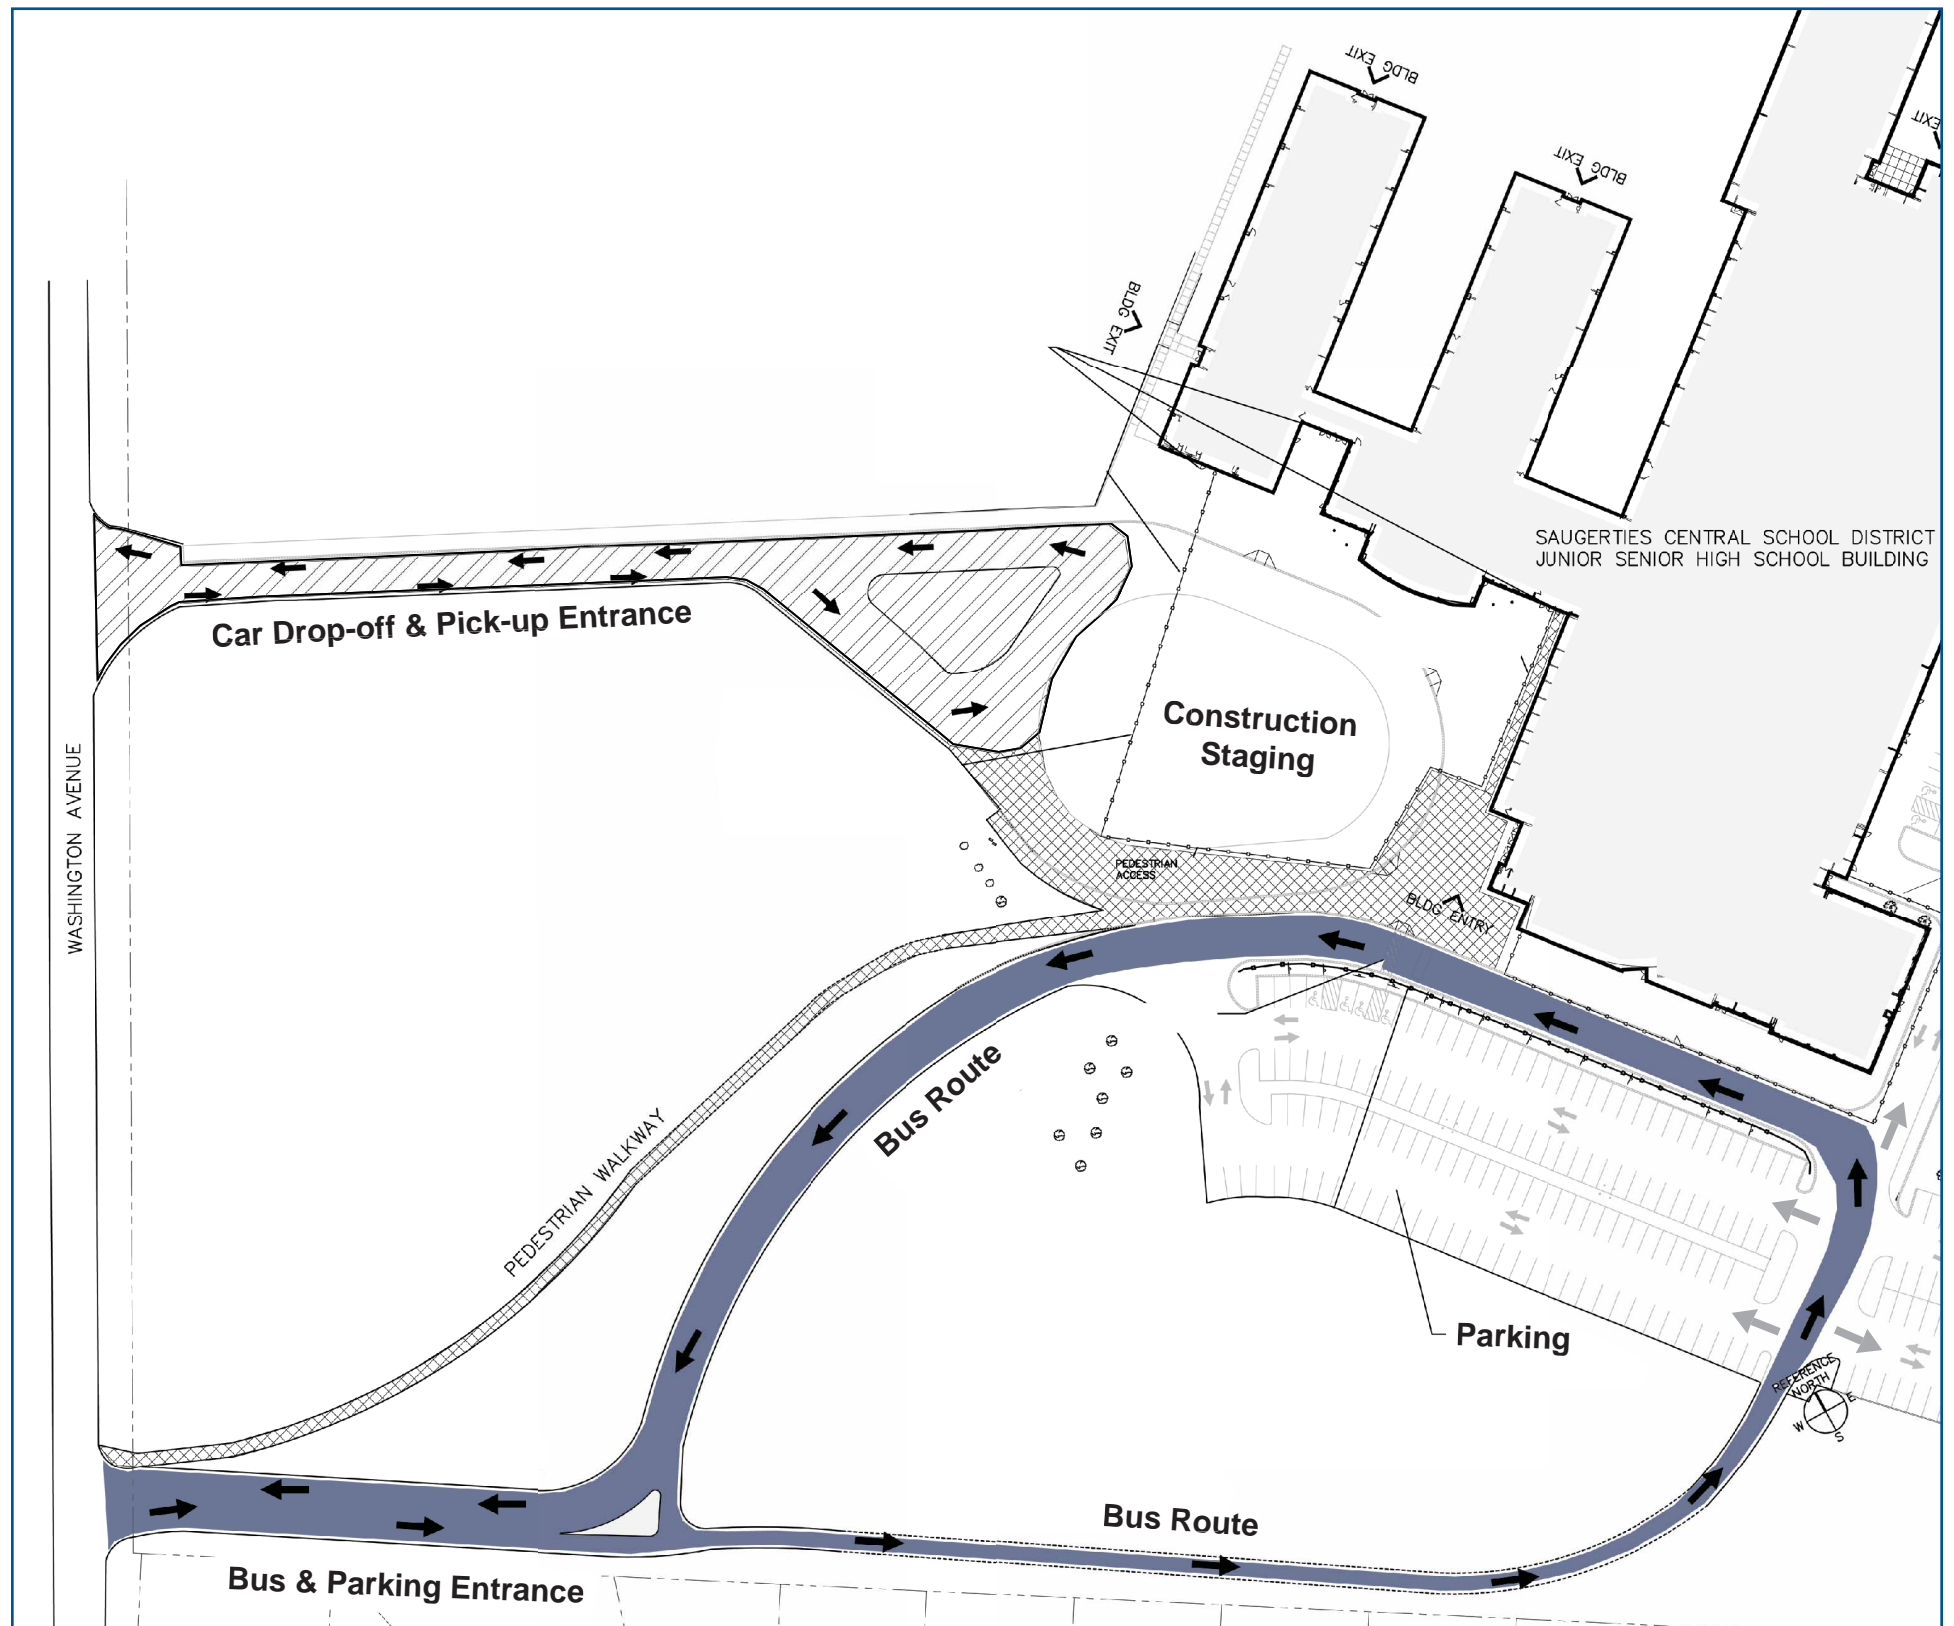 BLDG EXIT
BLDG EXIT
EXIT
BLDG EXIT
SAUGERTIES CENTRAL SCHOOL DISTRICT
JUNIOR SENIOR HIGH SCHOOL BUILDING
Car Drop-off & Pick-up Entrance
Construction
Staging
WASHINGTON AVENUE
PEDESTRIAN
ACCESS
BLDG ENTRY
Bus Route
PEDESTRIAN WALKWAY
Parking
REFERENCE
NORTH
E
W
S
Bus Route
Bus & Parking Entrance